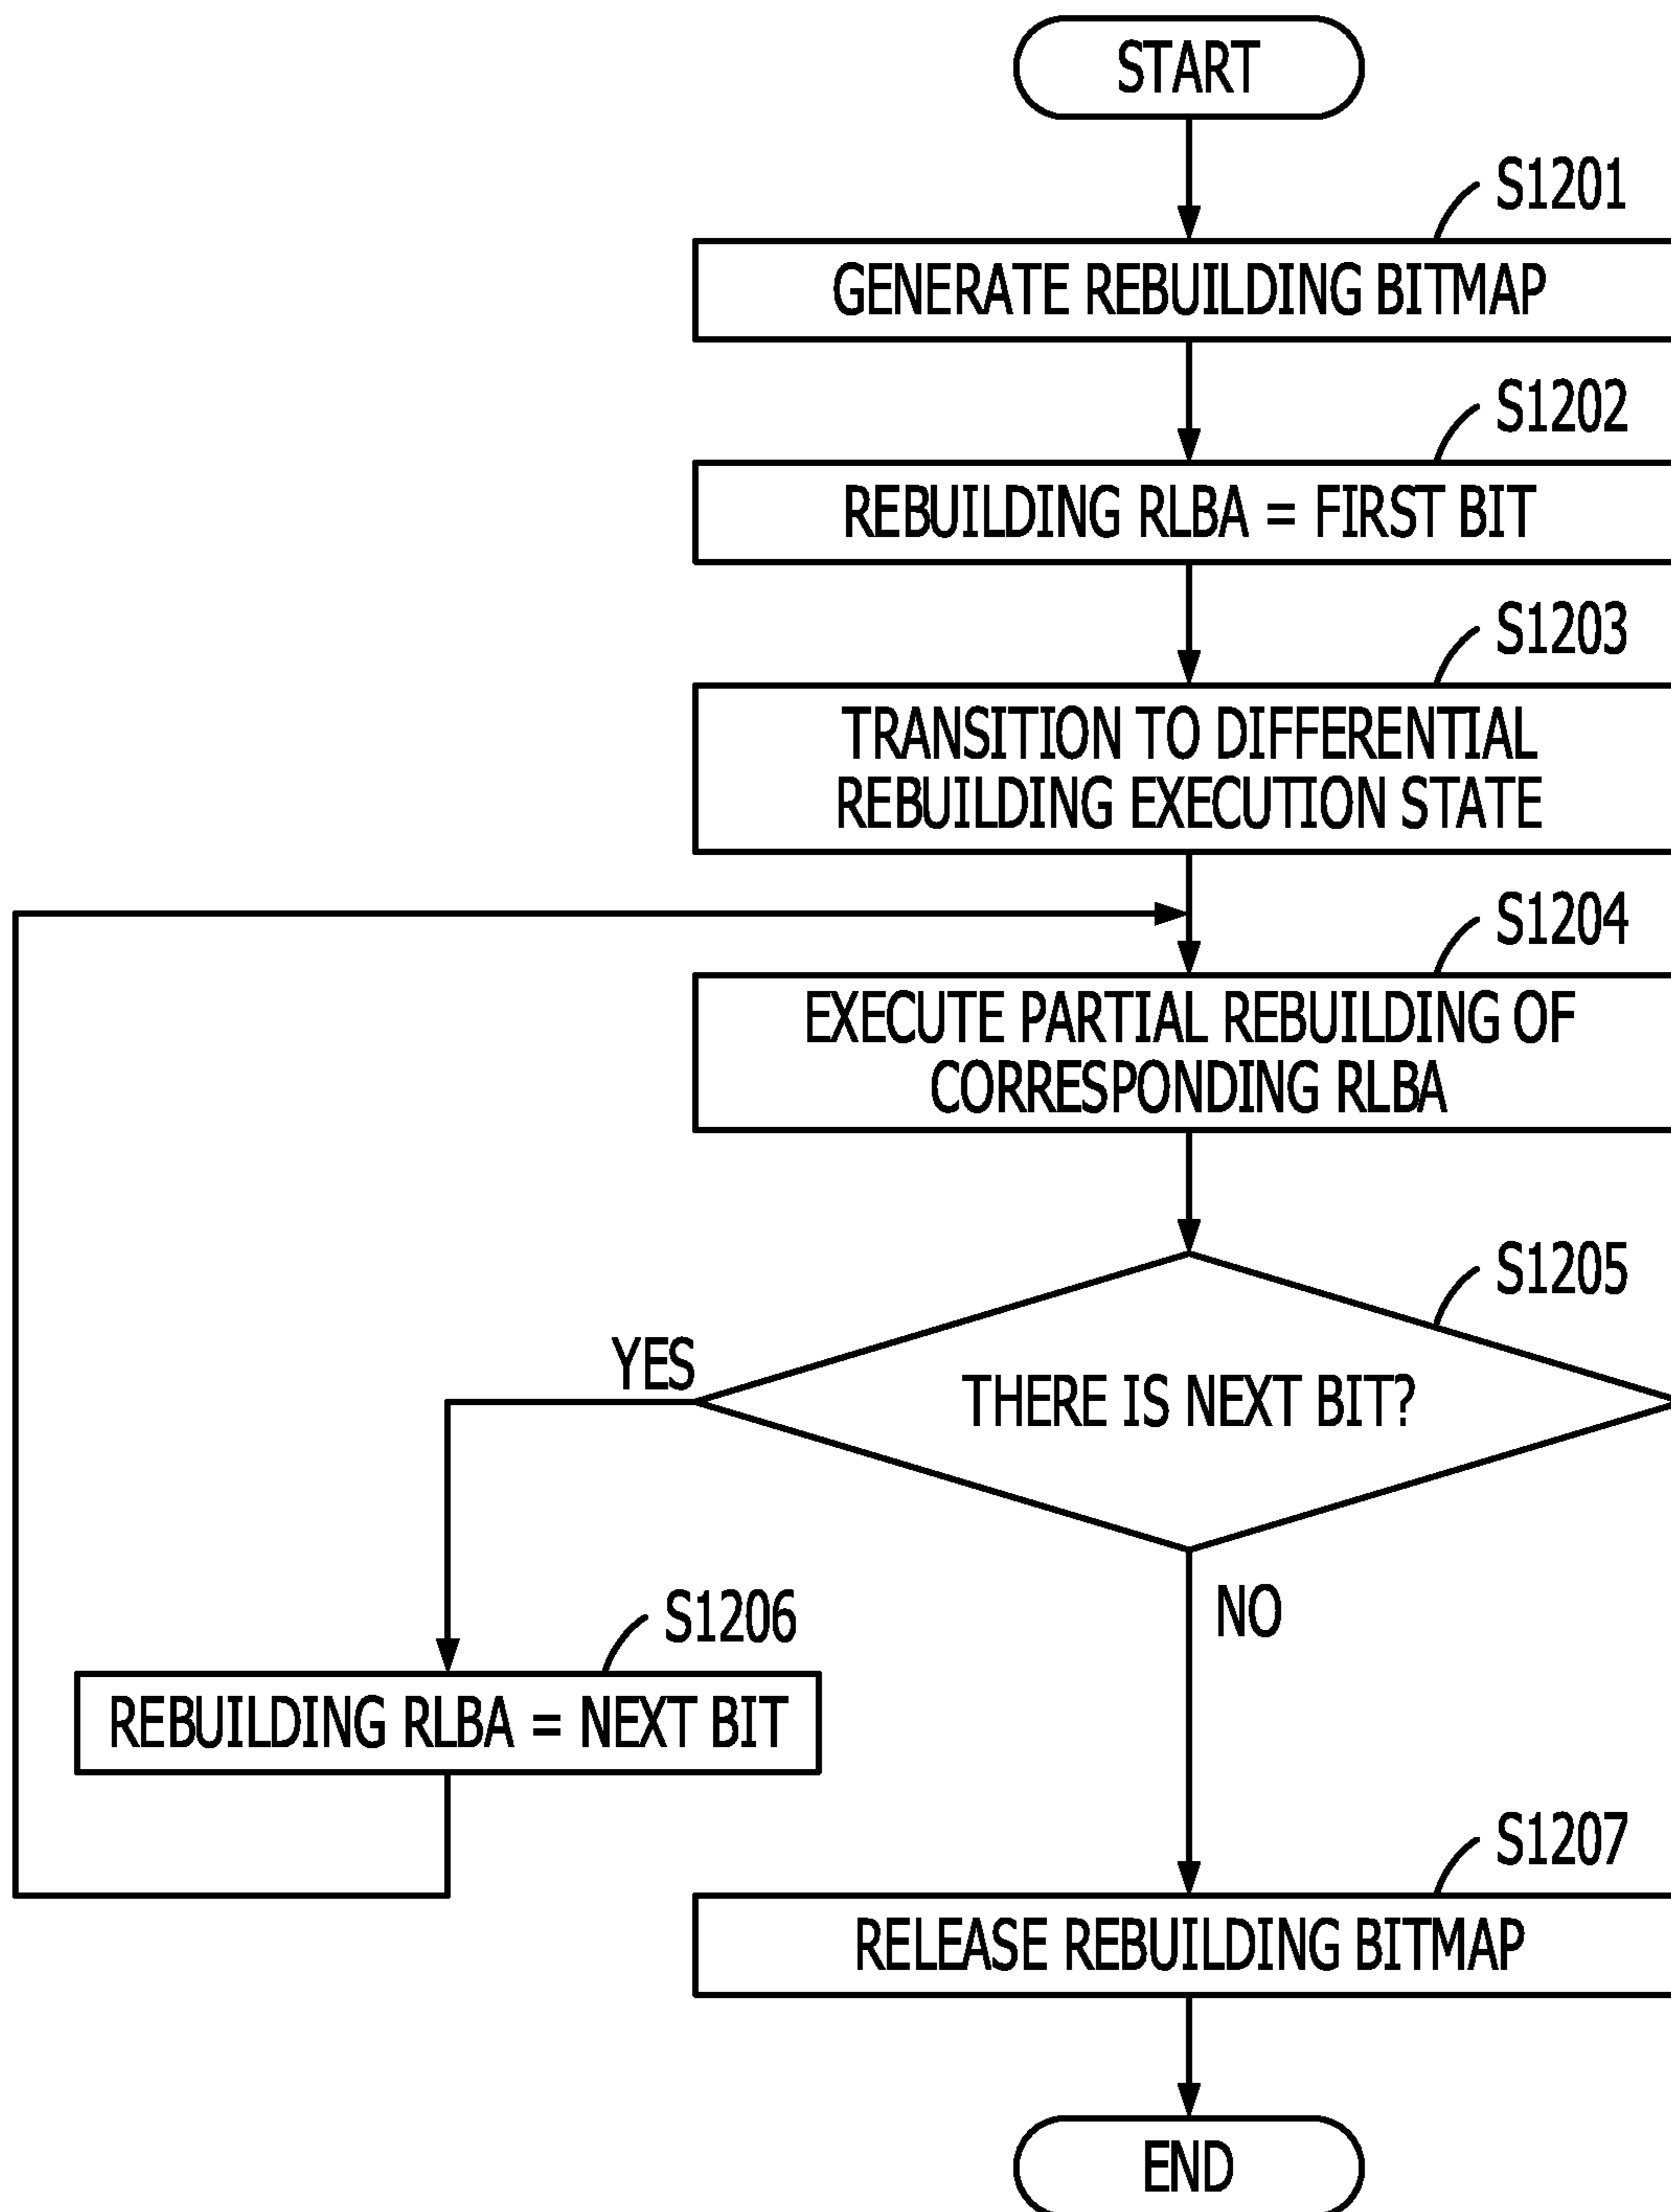 START
S1201
GENERATE REBUILDING BITMAP
S1202
REBUILDING RLBA = FIRST BIT
S1203
TRANSITION TO DIFFERENTIAL
REBUILDING EXECUTION STATE
S1204
EXECUTE PARTIAL REBUILDING OF
CORRESPONDING RLBA
S1205
YES
THERE IS NEXT BIT?
NO
S1206
REBUILDING RLBA = NEXT BIT
S1207
RELEASE REBUILDING BITMAP
END